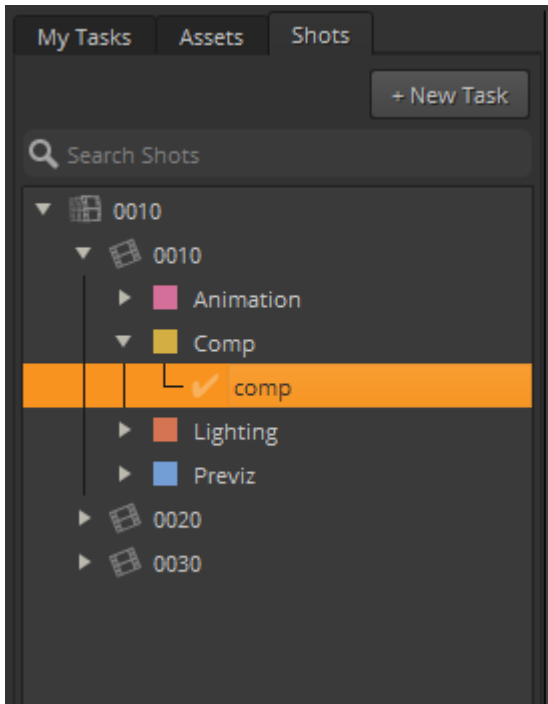 My Tasks Assets Shots
+ New Task
Search Shots
0010
0010
Animation
Comp
comp
Lighting
Previz
0020
0030